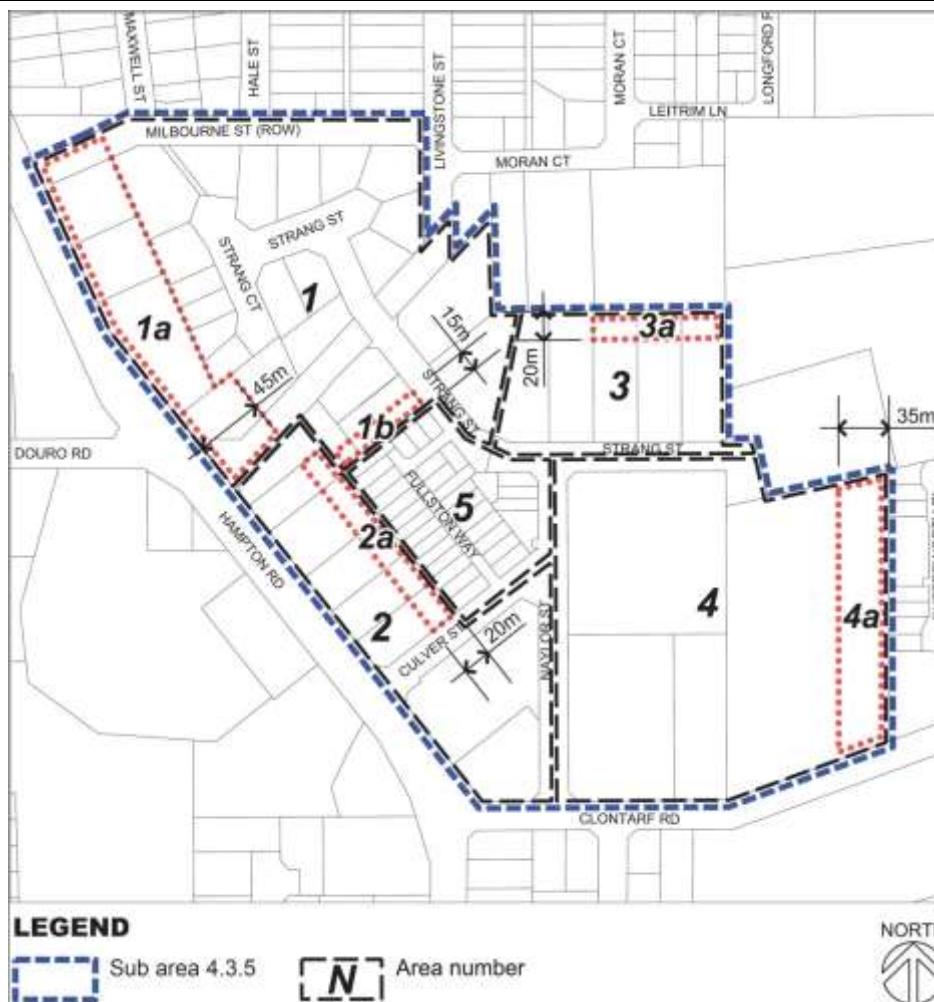 MAXWELL ST
HALE ST
LIVINGSTONE ST
MORAN CT
LEITRIM LN
MILBOURNE ST (ROW)
MORAN CT
STRANG ST
STRANG CT
1
1a
15m
20m
3a
3
45m
STRANG ST
1b
STRANG ST
35m
DOURO RD
FULLSTON WAY
5
HAMPTON RD
2a
4
4a
2
CULVER ST
20m
NAYLOR ST
CLONTARF RD
LEGEND
Sub area 4.3.5
N Area number